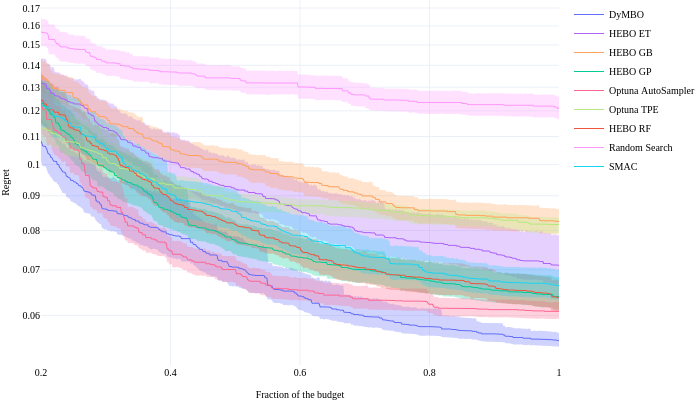 0.17
0.16
0.15
0.14
0.13
0.12
0.11
0.1
0.09
0.08
0.07
0.06
Regret
0.2
0.4
0.6
0.8
1
Fraction of the budget
DyMBO
HEBO ET
HEBO GB
HEBO GP
Optuna AutoSampler
Optuna TPE
HEBO RF
Random Search
SMAC